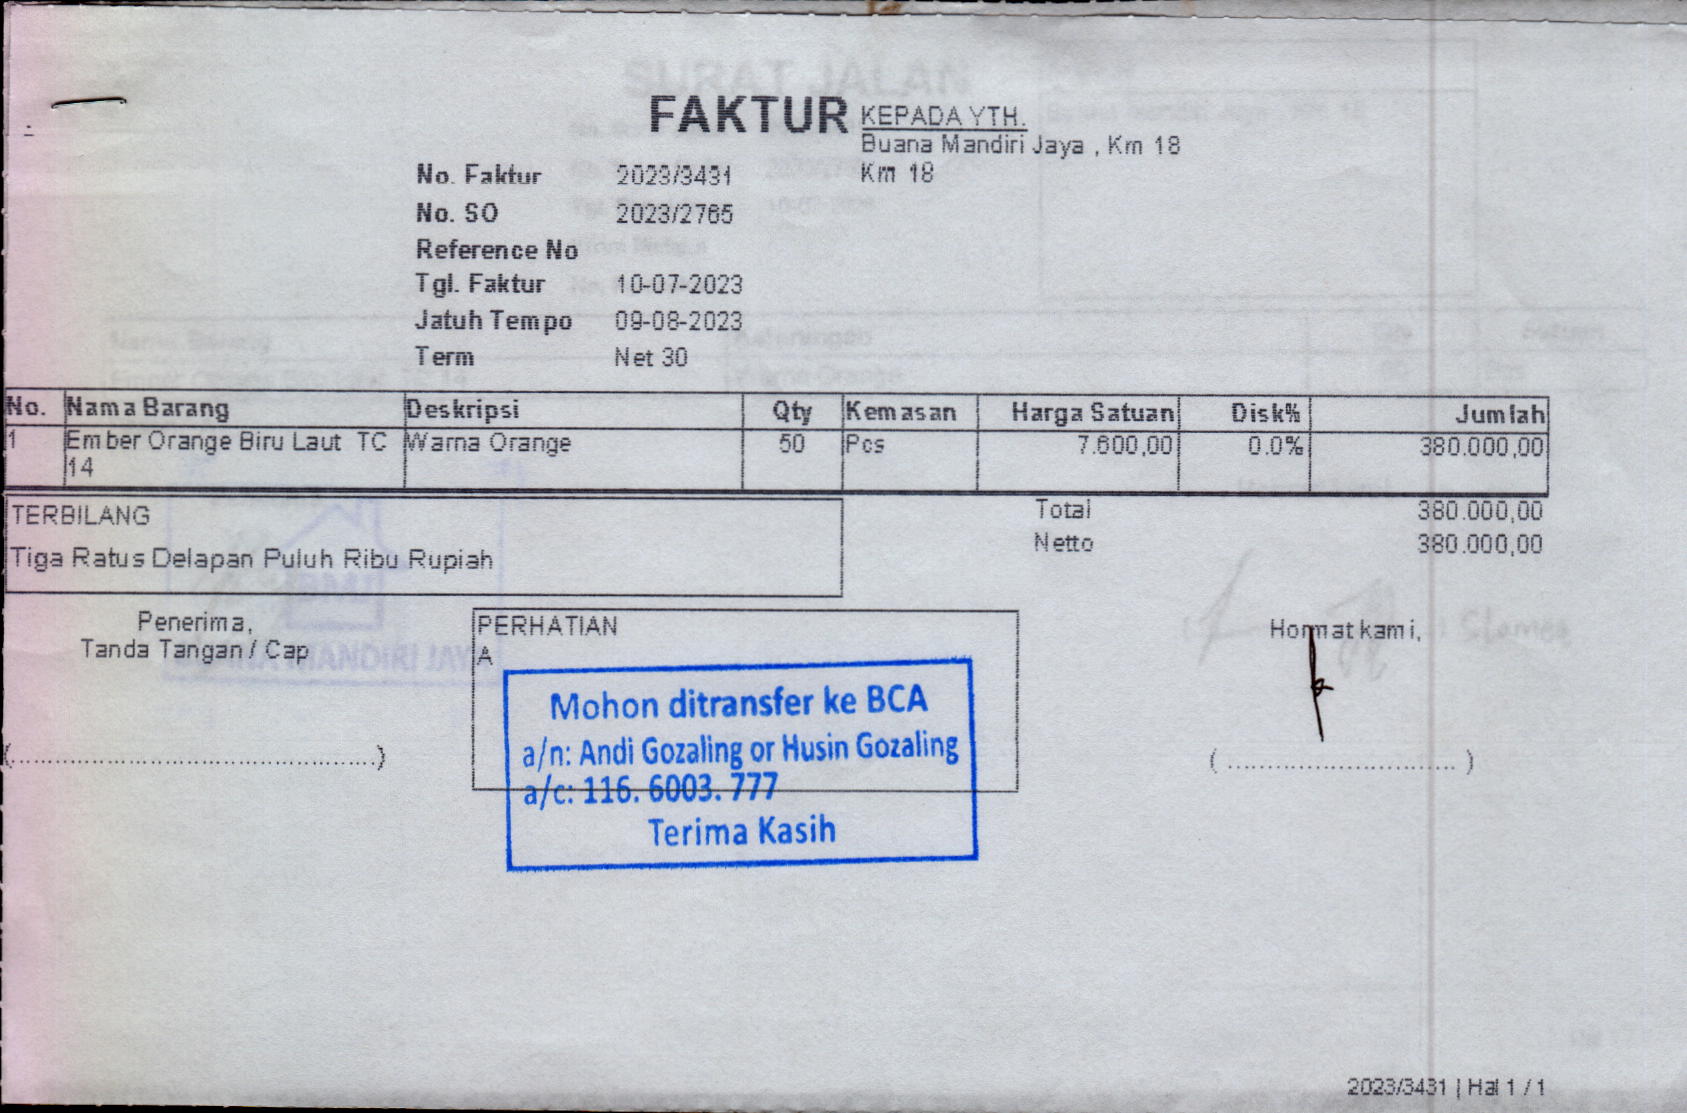 FAKTUR
KEPADA YTH.
Buana Mandiri Jaya , Km 18
Km 18
No. Faktur 2023/3431
No. SO 2023/2765
Reference No
Tgl. Faktur 10-07-2023
Jatuh Tempo 09-08-2023
Term Net 30
No. Nama Barang Deskripsi Qty Kemasan Harga Satuan Disk% Jumlah
1 Ember Orange Biru Laut TC Warna Orange 50 Pcs 7.600,00 0.0% 380.000,00
14
TERBILANG
Tiga Ratus Delapan Puluh Ribu Rupiah
Total 380.000,00
Netto 380.000,00
Penerima,
Tanda Tangan / Cap
(............................................)
PERHATIAN
A
Mohon ditransfer ke BCA
a/n: Andi Gozaling or Husin Gozaling
a/c: 116. 6003. 777
Terima Kasih
Hormat kami,
( ............................ )
2023/3431 | Hal 1 / 1